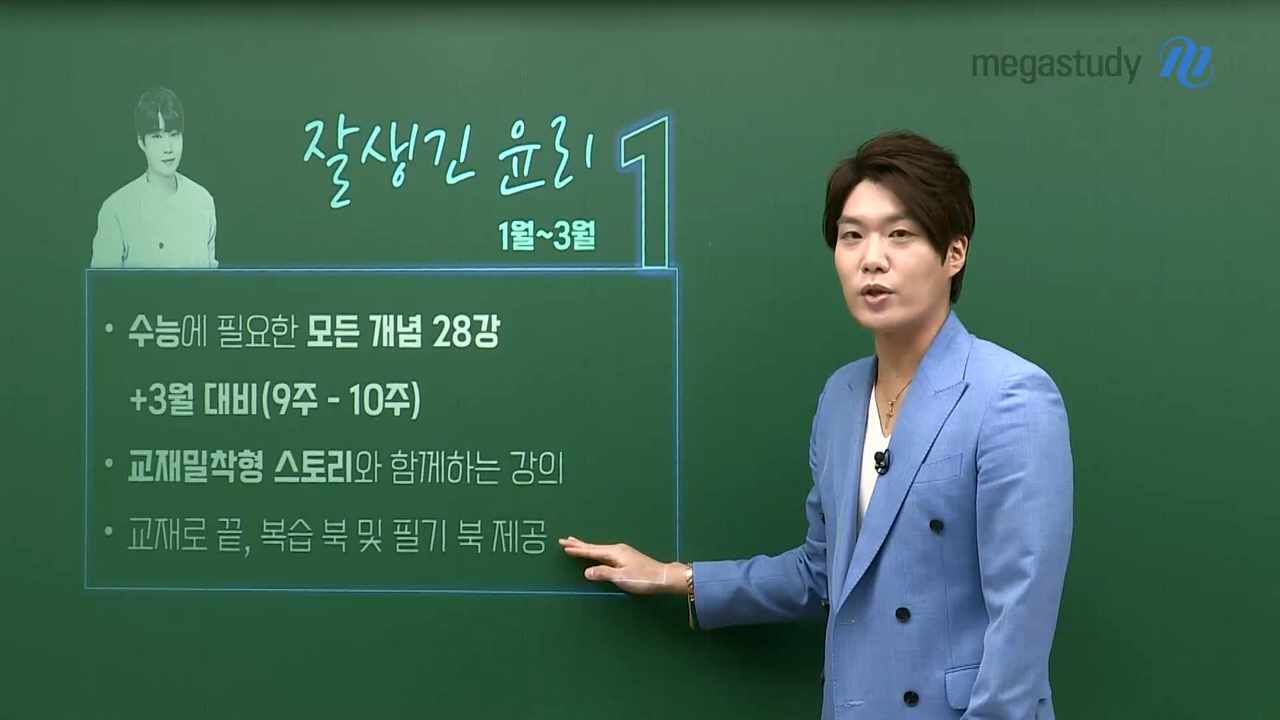 megastudy
잘생긴 윤리 1
1월~3월
• 수능에 필요한 모든 개념 28강
+3월 대비(9주 - 10주)
• 교재밀착형 스토리와 함께하는 강의
• 교재로 끝, 복습 북 및 필기 북 제공